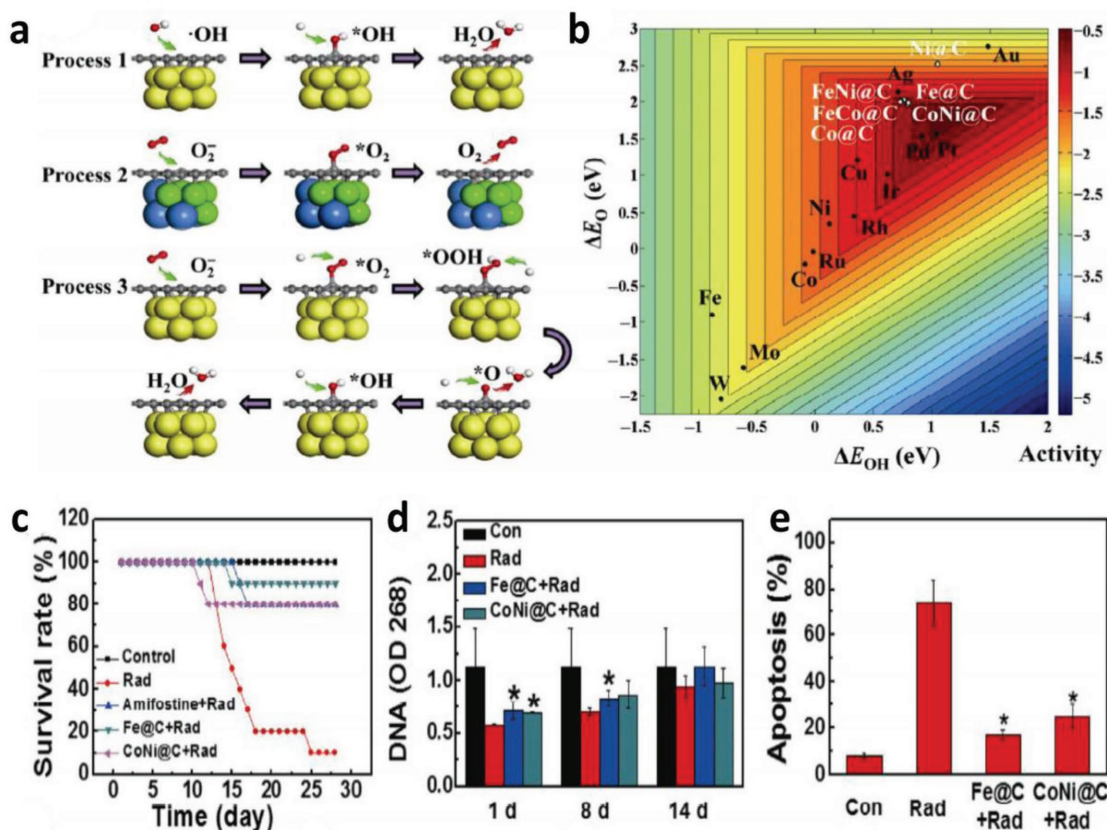 a
·OH
*OH
H₂O
Process 1
O₂⁻
*O₂
O₂
Process 2
O₂⁻
*O₂
*OOH
Process 3
H₂O
*OH
*O
b
ΔE_O (eV)
3
2.5
2
1.5
1
0.5
0
−0.5
−1
−1.5
−2
Ni@C
Au
Ag
FeNi@C
Fe@C
FeCo@C
CoNi@C
Co@C
Pd
Pt
Cu
Ir
Ni
Rh
Ru
Co
Fe
Mo
W
−1.5
−1
−0.5
0
0.5
1
1.5
2
ΔE_OH (eV)
Activity
−0.5
−1
−1.5
−2
−2.5
−3
−3.5
−4
−4.5
−5
c
Survival rate (%)
120
100
80
60
40
20
0
Control
Rad
Amifostine+Rad
Fe@C+Rad
CoNi@C+Rad
0
5
10
15
20
25
30
Time (day)
d
DNA (OD 268)
2.5
2.0
1.5
1.0
0.5
0.0
Con
Rad
Fe@C+Rad
CoNi@C+Rad
*
*
*
1 d
8 d
14 d
e
Apoptosis (%)
100
80
60
40
20
0
*
*
Con
Rad
Fe@C
+Rad
CoNi@C
+Rad